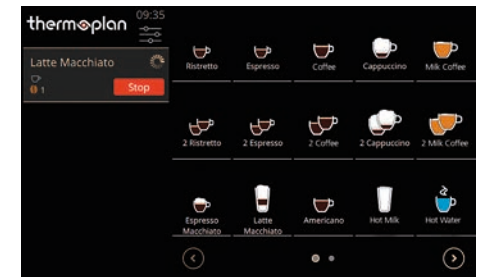 thermoplan
09:35
Latte Macchiato
1
Stop
Ristretto
Espresso
Coffee
Cappuccino
Milk Coffee
2 Ristretto
2 Espresso
2 Coffee
2 Cappuccino
2 Milk Coffee
Espresso
Macchiato
Latte
Macchiato
Americano
Hot Milk
Hot Water